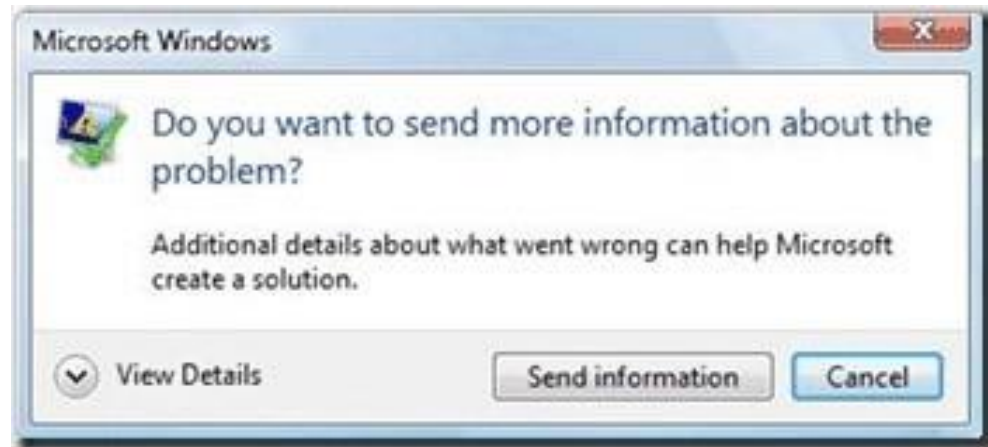 Microsoft Windows
Do you want to send more information about the
problem?
Additional details about what went wrong can help Microsoft
create a solution.
View Details
Send information
Cancel